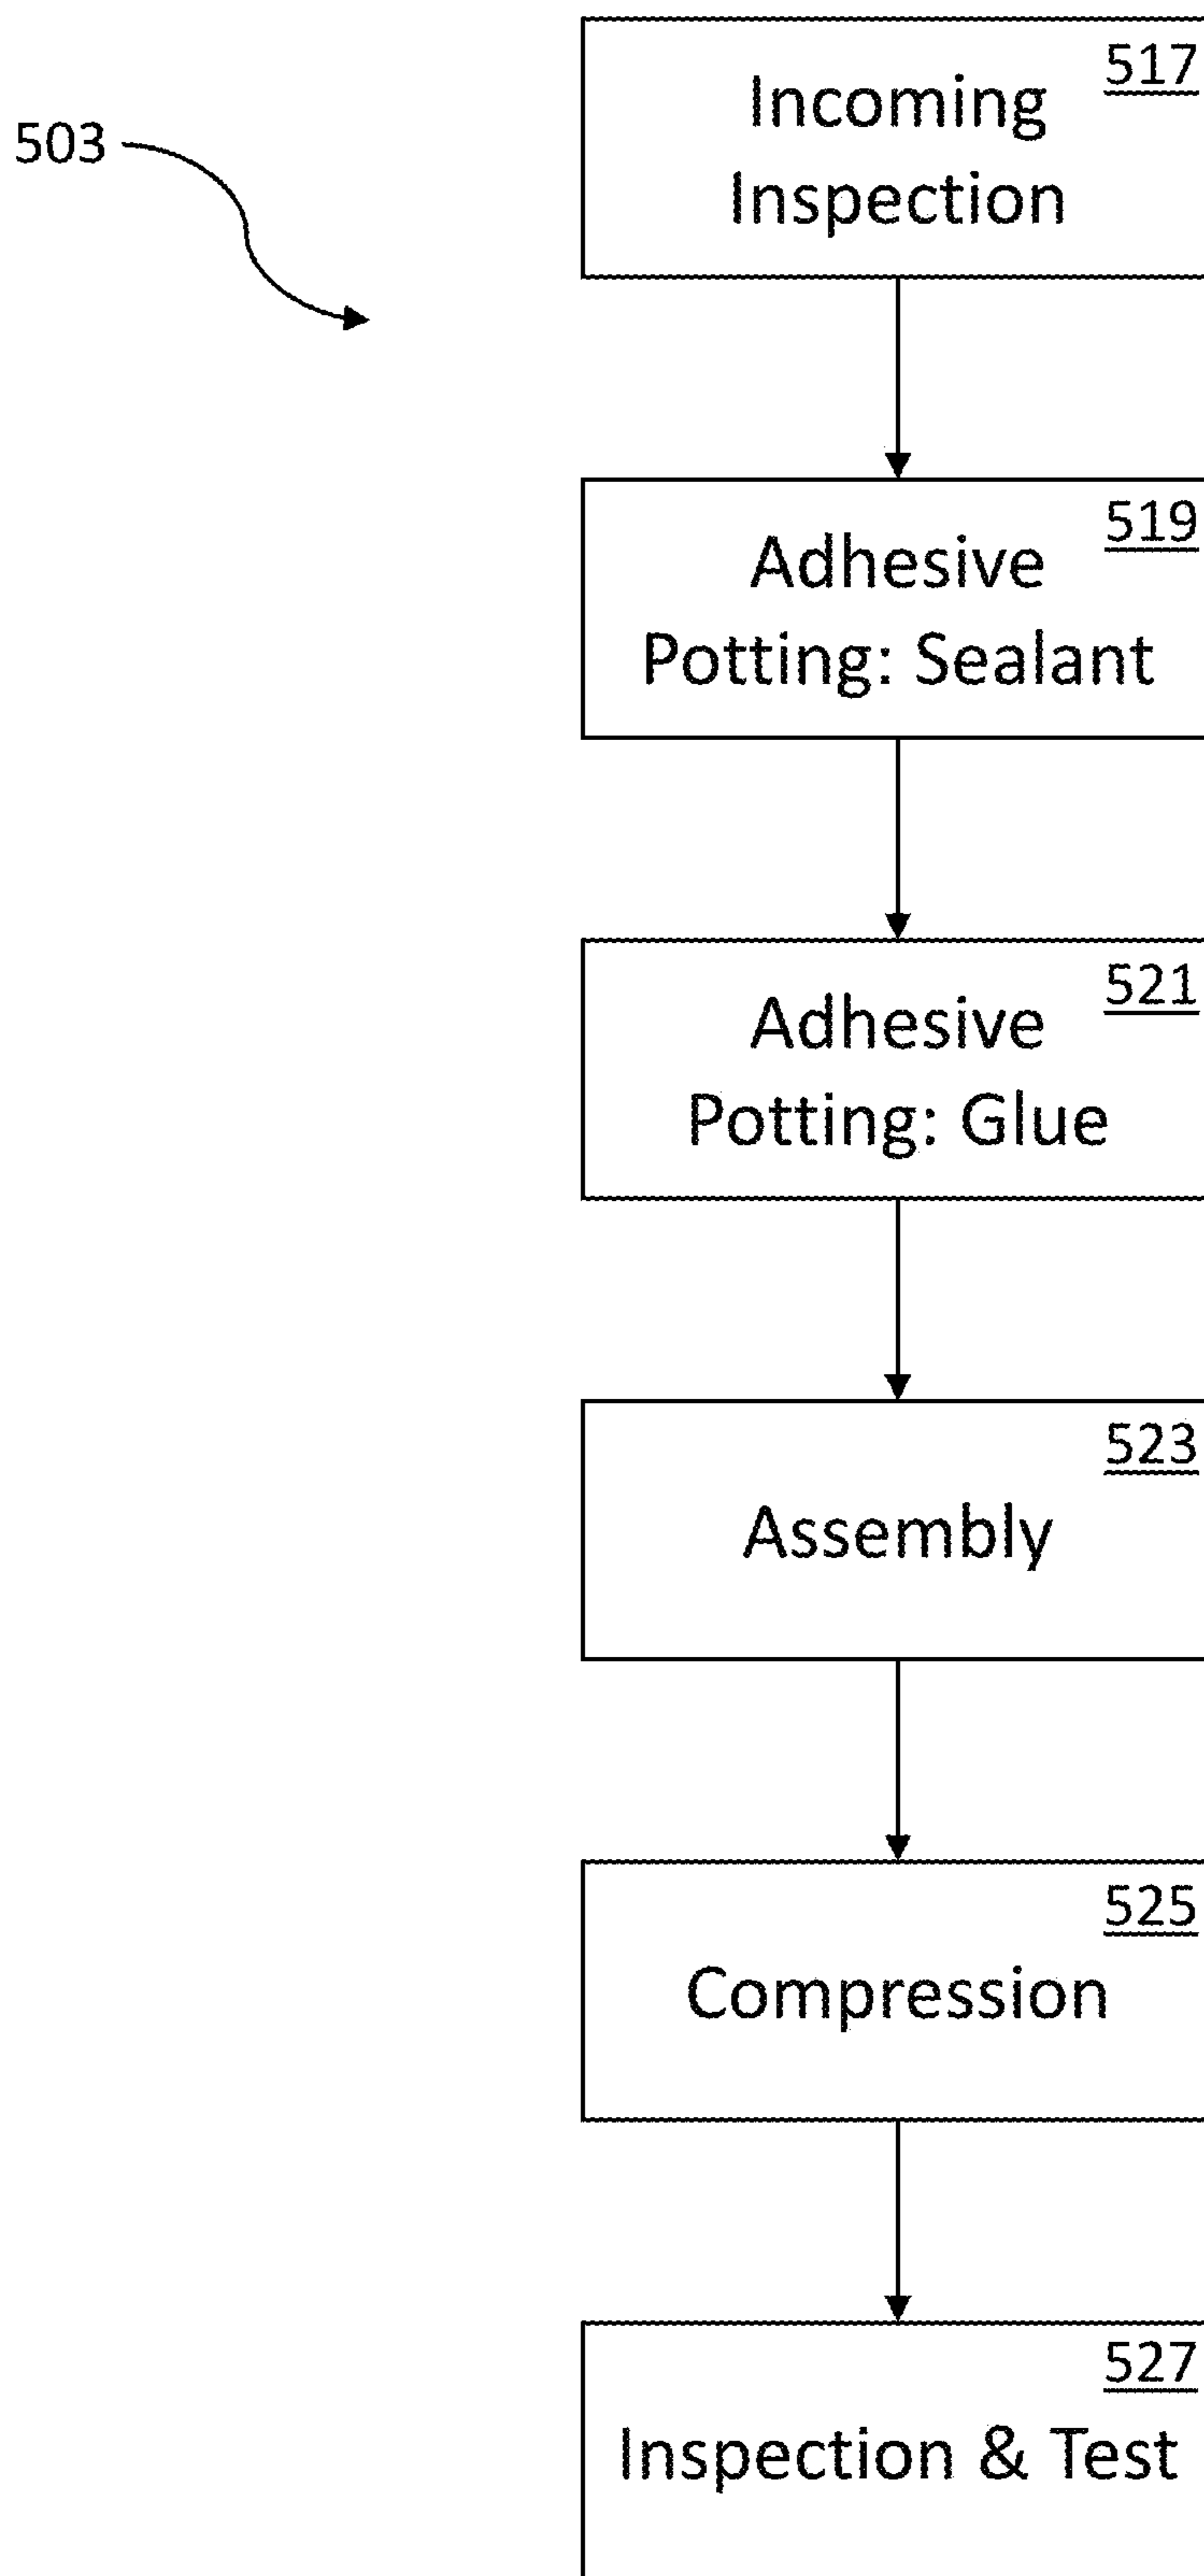 517
Incoming
Inspection
503
519
Adhesive
Potting: Sealant
521
Adhesive
Potting: Glue
523
Assembly
525
Compression
527
Inspection & Test